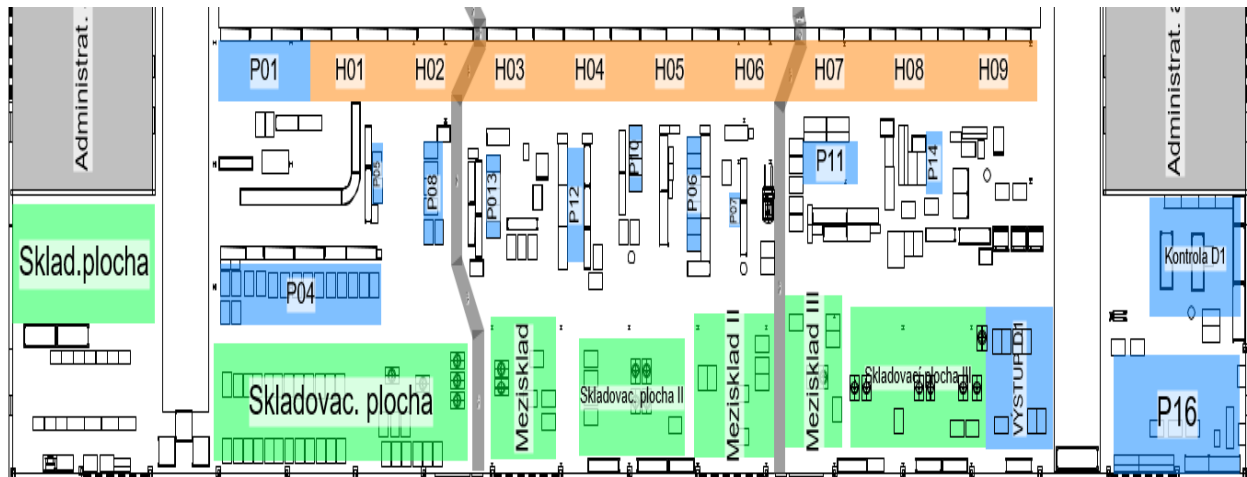 Administrat. a
P01
H01
H02
H03
H04
H05
H06
H07
H08
H09
Administrat. a
P05
P08
P013
P12
P10
P06
P07
P11
P14
Sklad.plocha
P04
Kontrola D1
Skladovac. plocha
Mezisklad
Skladovac. plocha II
Mezisklad II
Mezisklad III
Skladovací plocha III
VÝSTUP D1
P16